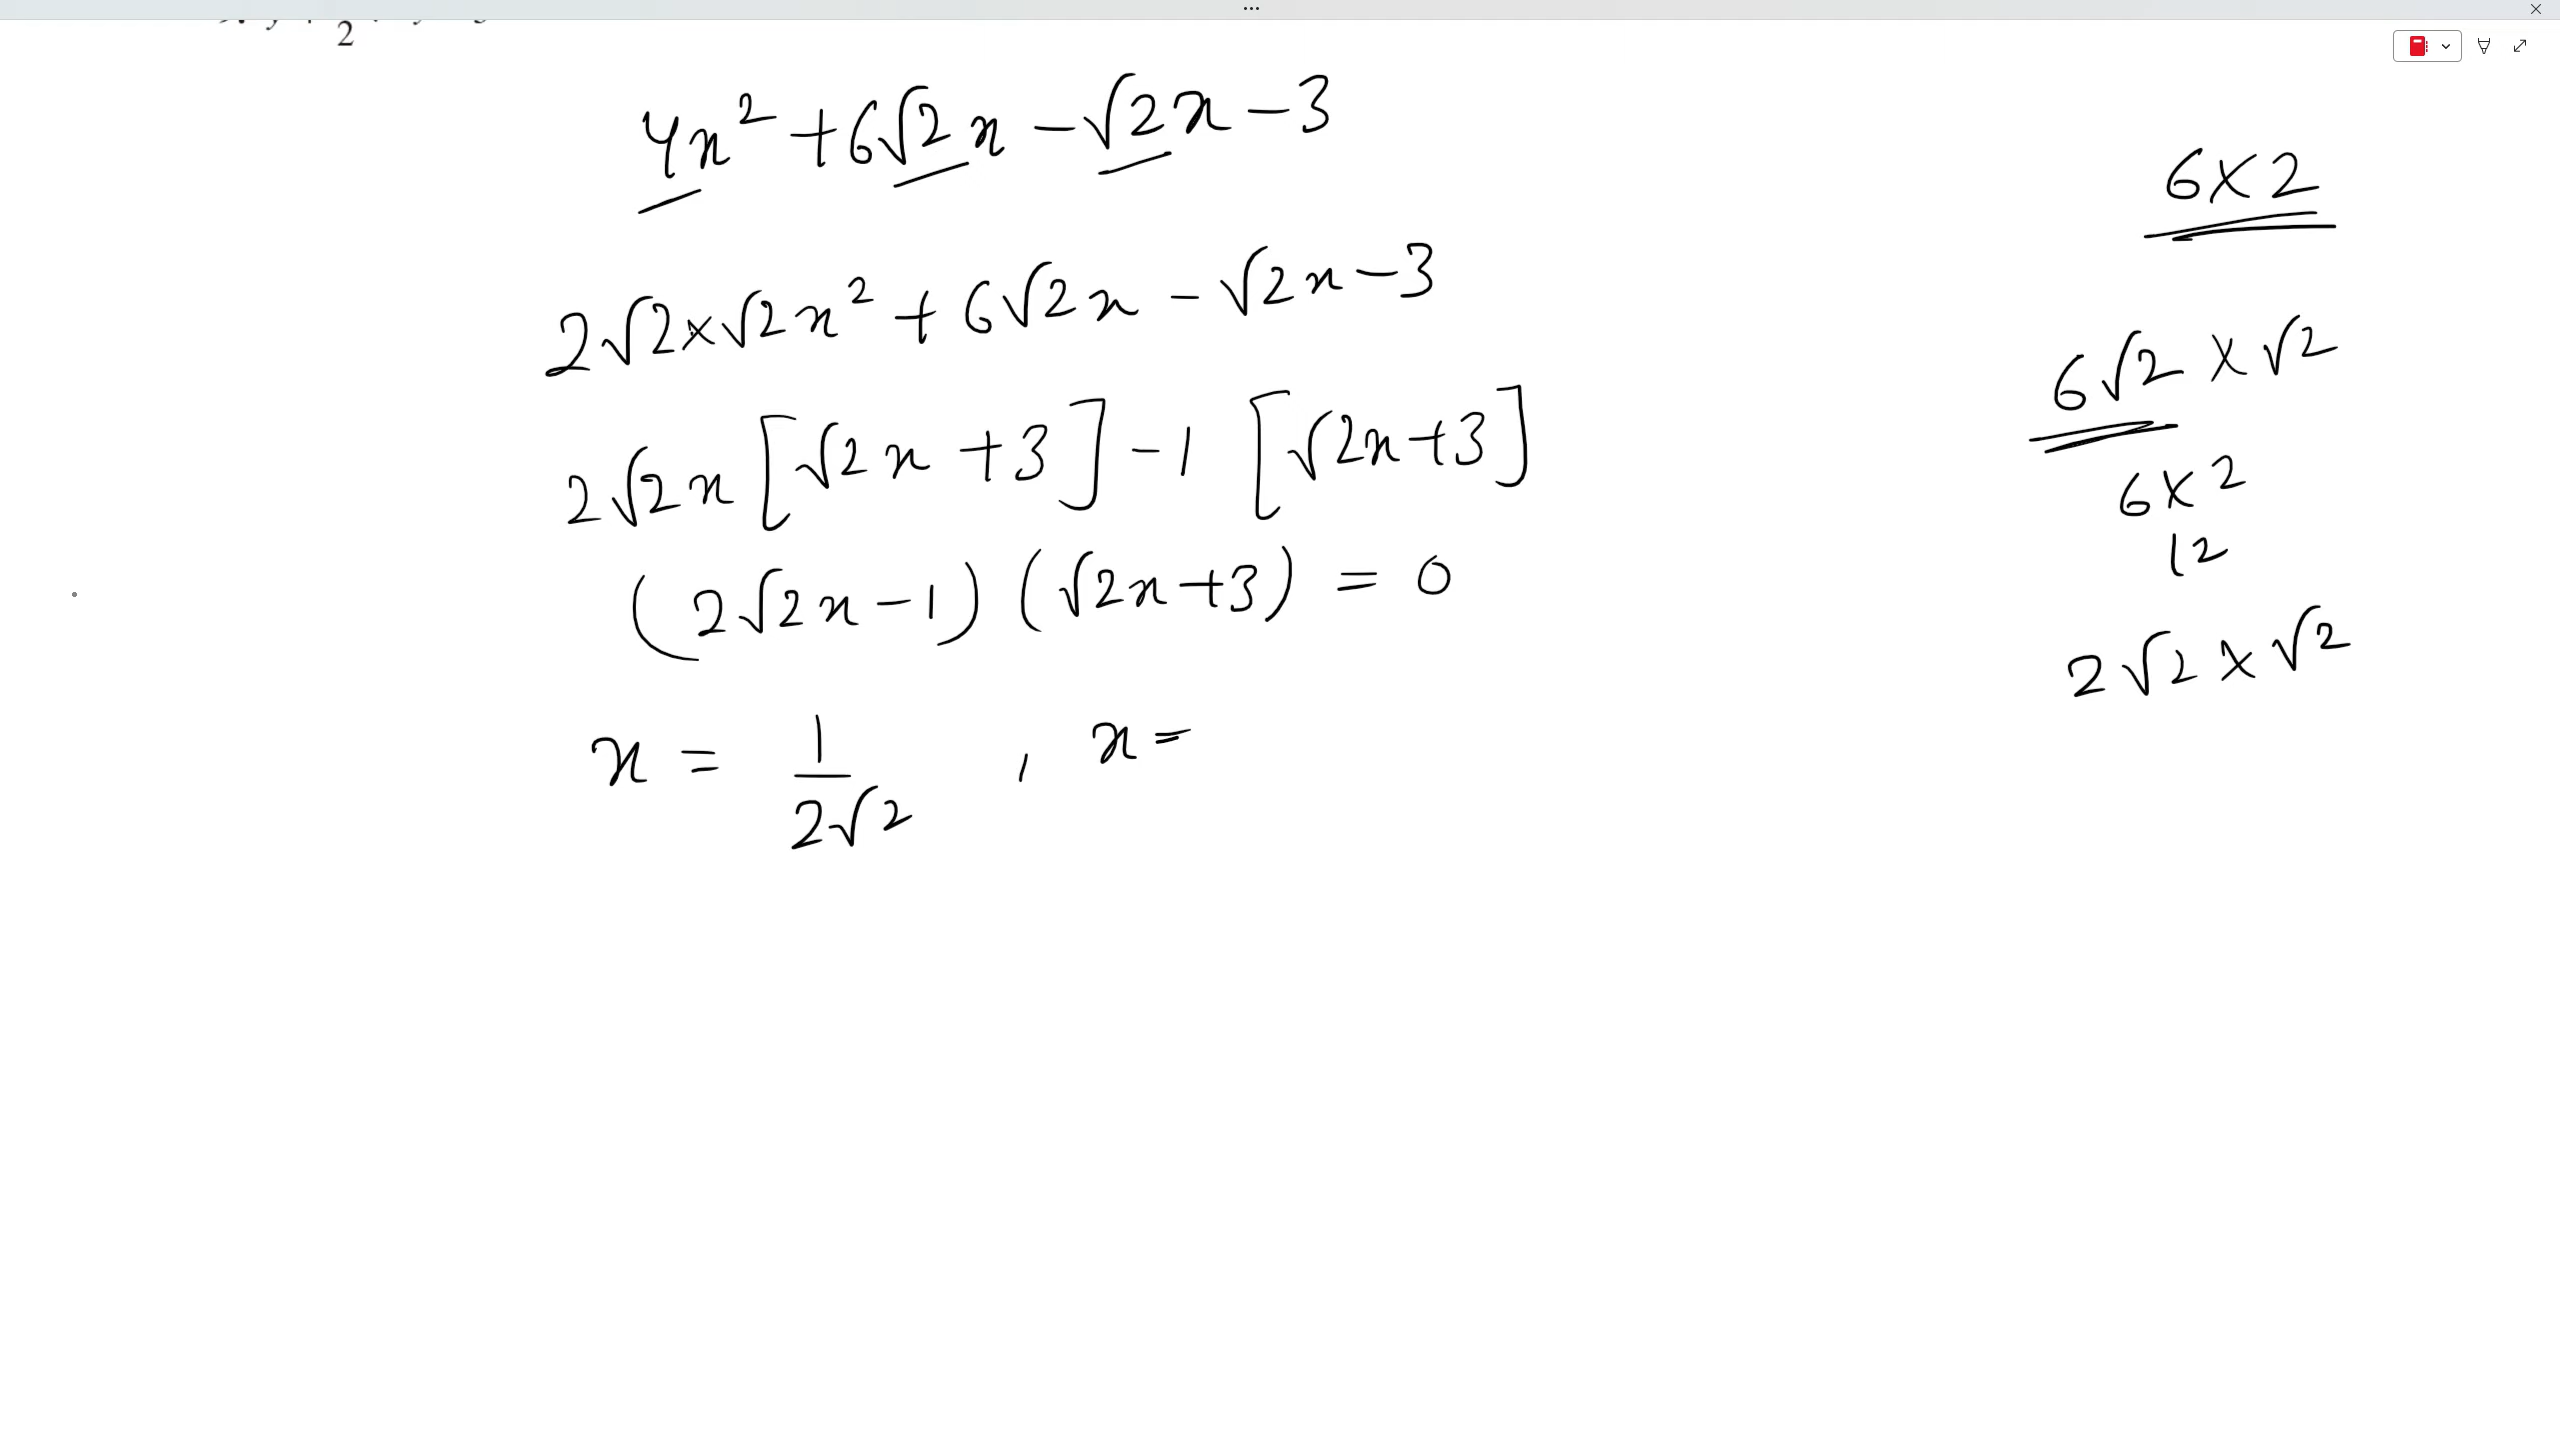 2
4x² + 6√2x − √2x − 3
2√2×√2x² + 6√2x − √2x − 3
2√2x [√2x + 3] − 1 [√2x + 3]
(2√2x − 1) (√2x + 3) = 0
x = 1/2√2 , x =
6×2
6√2 × √2
6×2
12
2√2 × √2